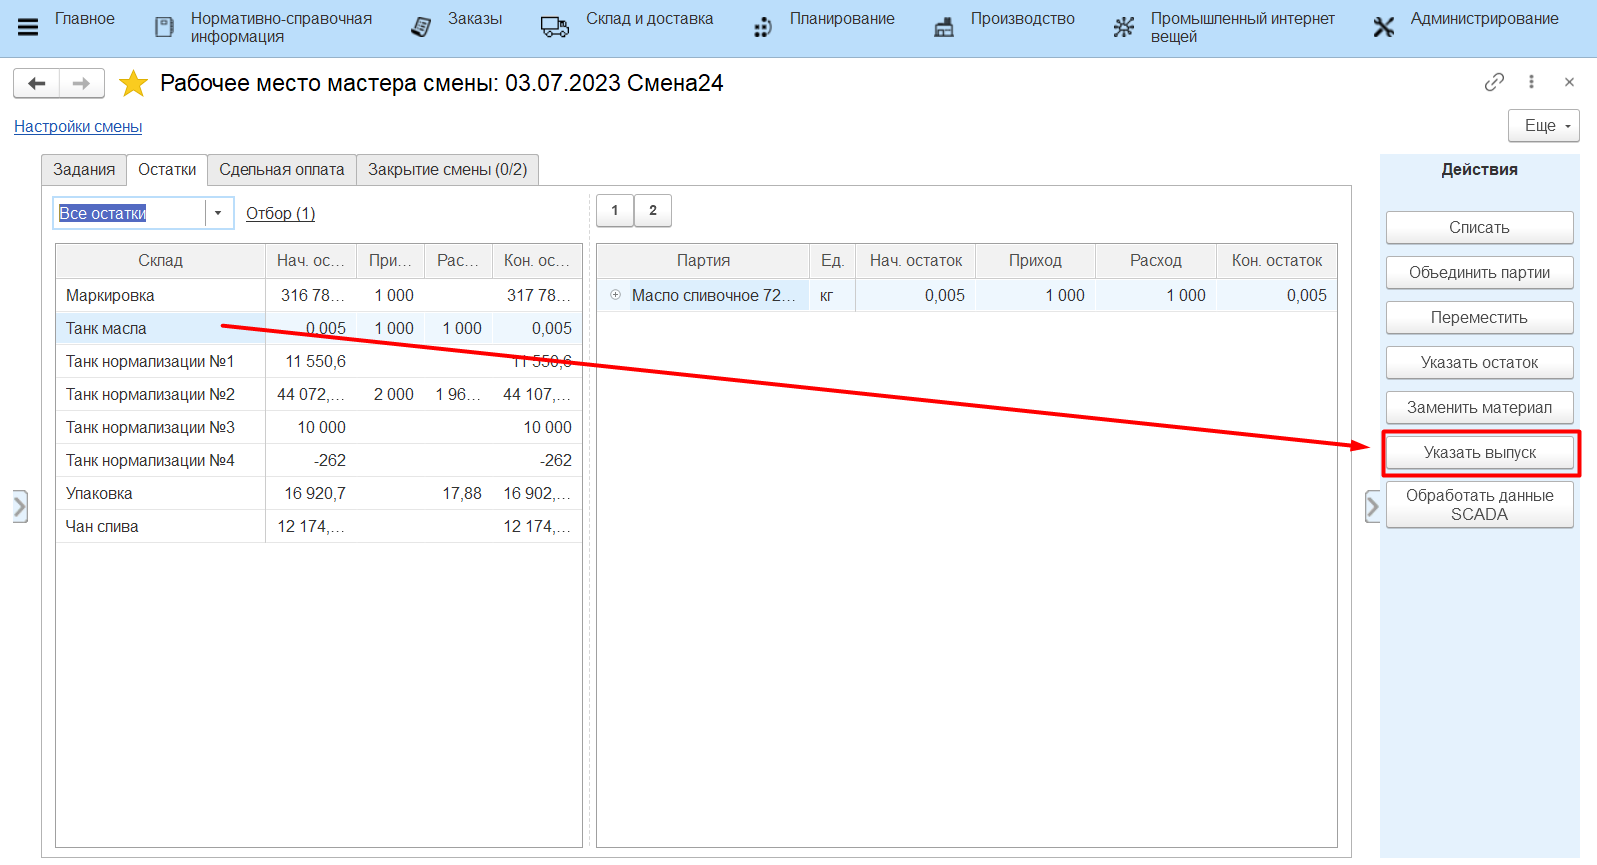 Главное
Нормативно-справочная
информация
Заказы
Склад и доставка
Планирование
Производство
Промышленный интернет
вещей
Администрирование
Рабочее место мастера смены: 03.07.2023 Смена24
Настройки смены
Еще
Задания Остатки Сдельная оплата Закрытие смены (0/2)
Все остатки Отбор (1)
1 2
Склад Нач. ос... При... Рас... Кон. ос...
Маркировка 316 78... 1 000 317 78...
Танк масла 0,005 1 000 1 000 0,005
Танк нормализации №1 11 550,6 11 550,6
Танк нормализации №2 44 072,... 2 000 1 96... 44 107,...
Танк нормализации №3 10 000 10 000
Танк нормализации №4 -262 -262
Упаковка 16 920,7 17,88 16 902,...
Чан слива 12 174,... 12 174,...
Партия Ед. Нач. остаток Приход Расход Кон. остаток
Масло сливочное 72... кг 0,005 1 000 1 000 0,005
Действия
Списать
Объединить партии
Переместить
Указать остаток
Заменить материал
Указать выпуск
Обработать данные
SCADA